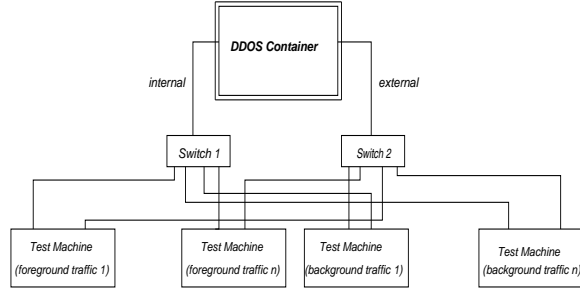 DDOS Container
internal
external
Switch 1
Switch 2
Test Machine
(foreground traffic 1)
Test Machine
(foreground traffic n)
Test Machine
(background traffic 1)
Test Machine
(background traffic n)